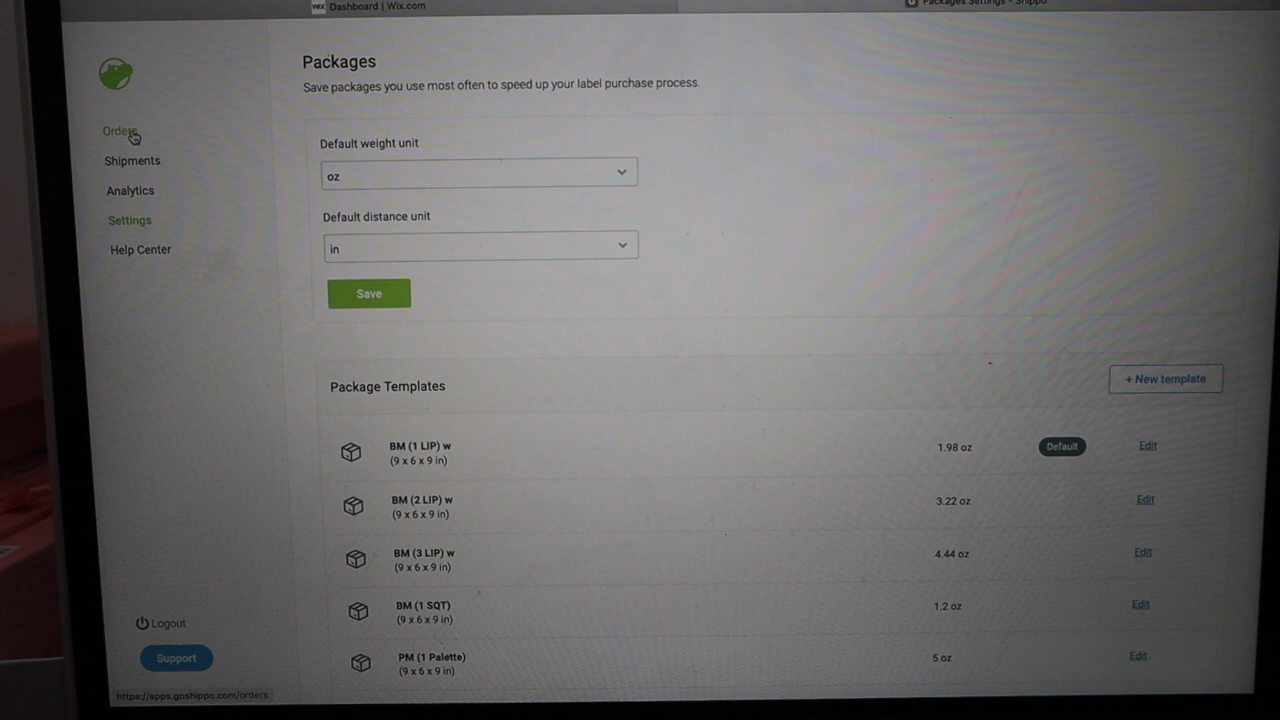 WIX Dashboard | Wix.com
Packages Settings - Shippo
Packages
Save packages you use most often to speed up your label purchase process.
Orders
Shipments
Analytics
Settings
Help Center
Default weight unit
oz
Default distance unit
in
Save
Package Templates
+ New template
BM (1 LIP) w
(9 x 6 x 9 in)
1.98 oz
Default
Edit
BM (2 LIP) w
(9 x 6 x 9 in)
3.22 oz
Edit
BM (3 LIP) w
(9 x 6 x 9 in)
4.44 oz
Edit
BM (1 SQT)
(9 x 6 x 9 in)
1.2 oz
Edit
PM (1 Palette)
(9 x 6 x 9 in)
5 oz
Edit
Logout
Support
https://apps.goshippo.com/orders